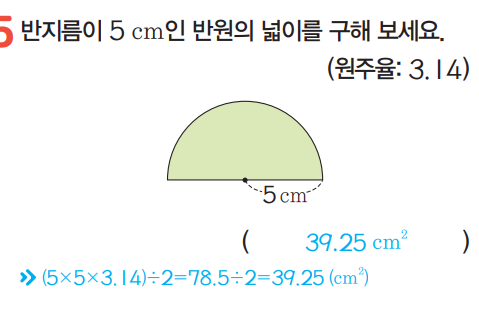 5 반지름이 5 cm인 반원의 넓이를 구해 보세요.
(원주율: 3.14)
5 cm
( 39.25 cm² )
≫ (5×5×3.14)÷2=78.5÷2=39.25 (cm²)